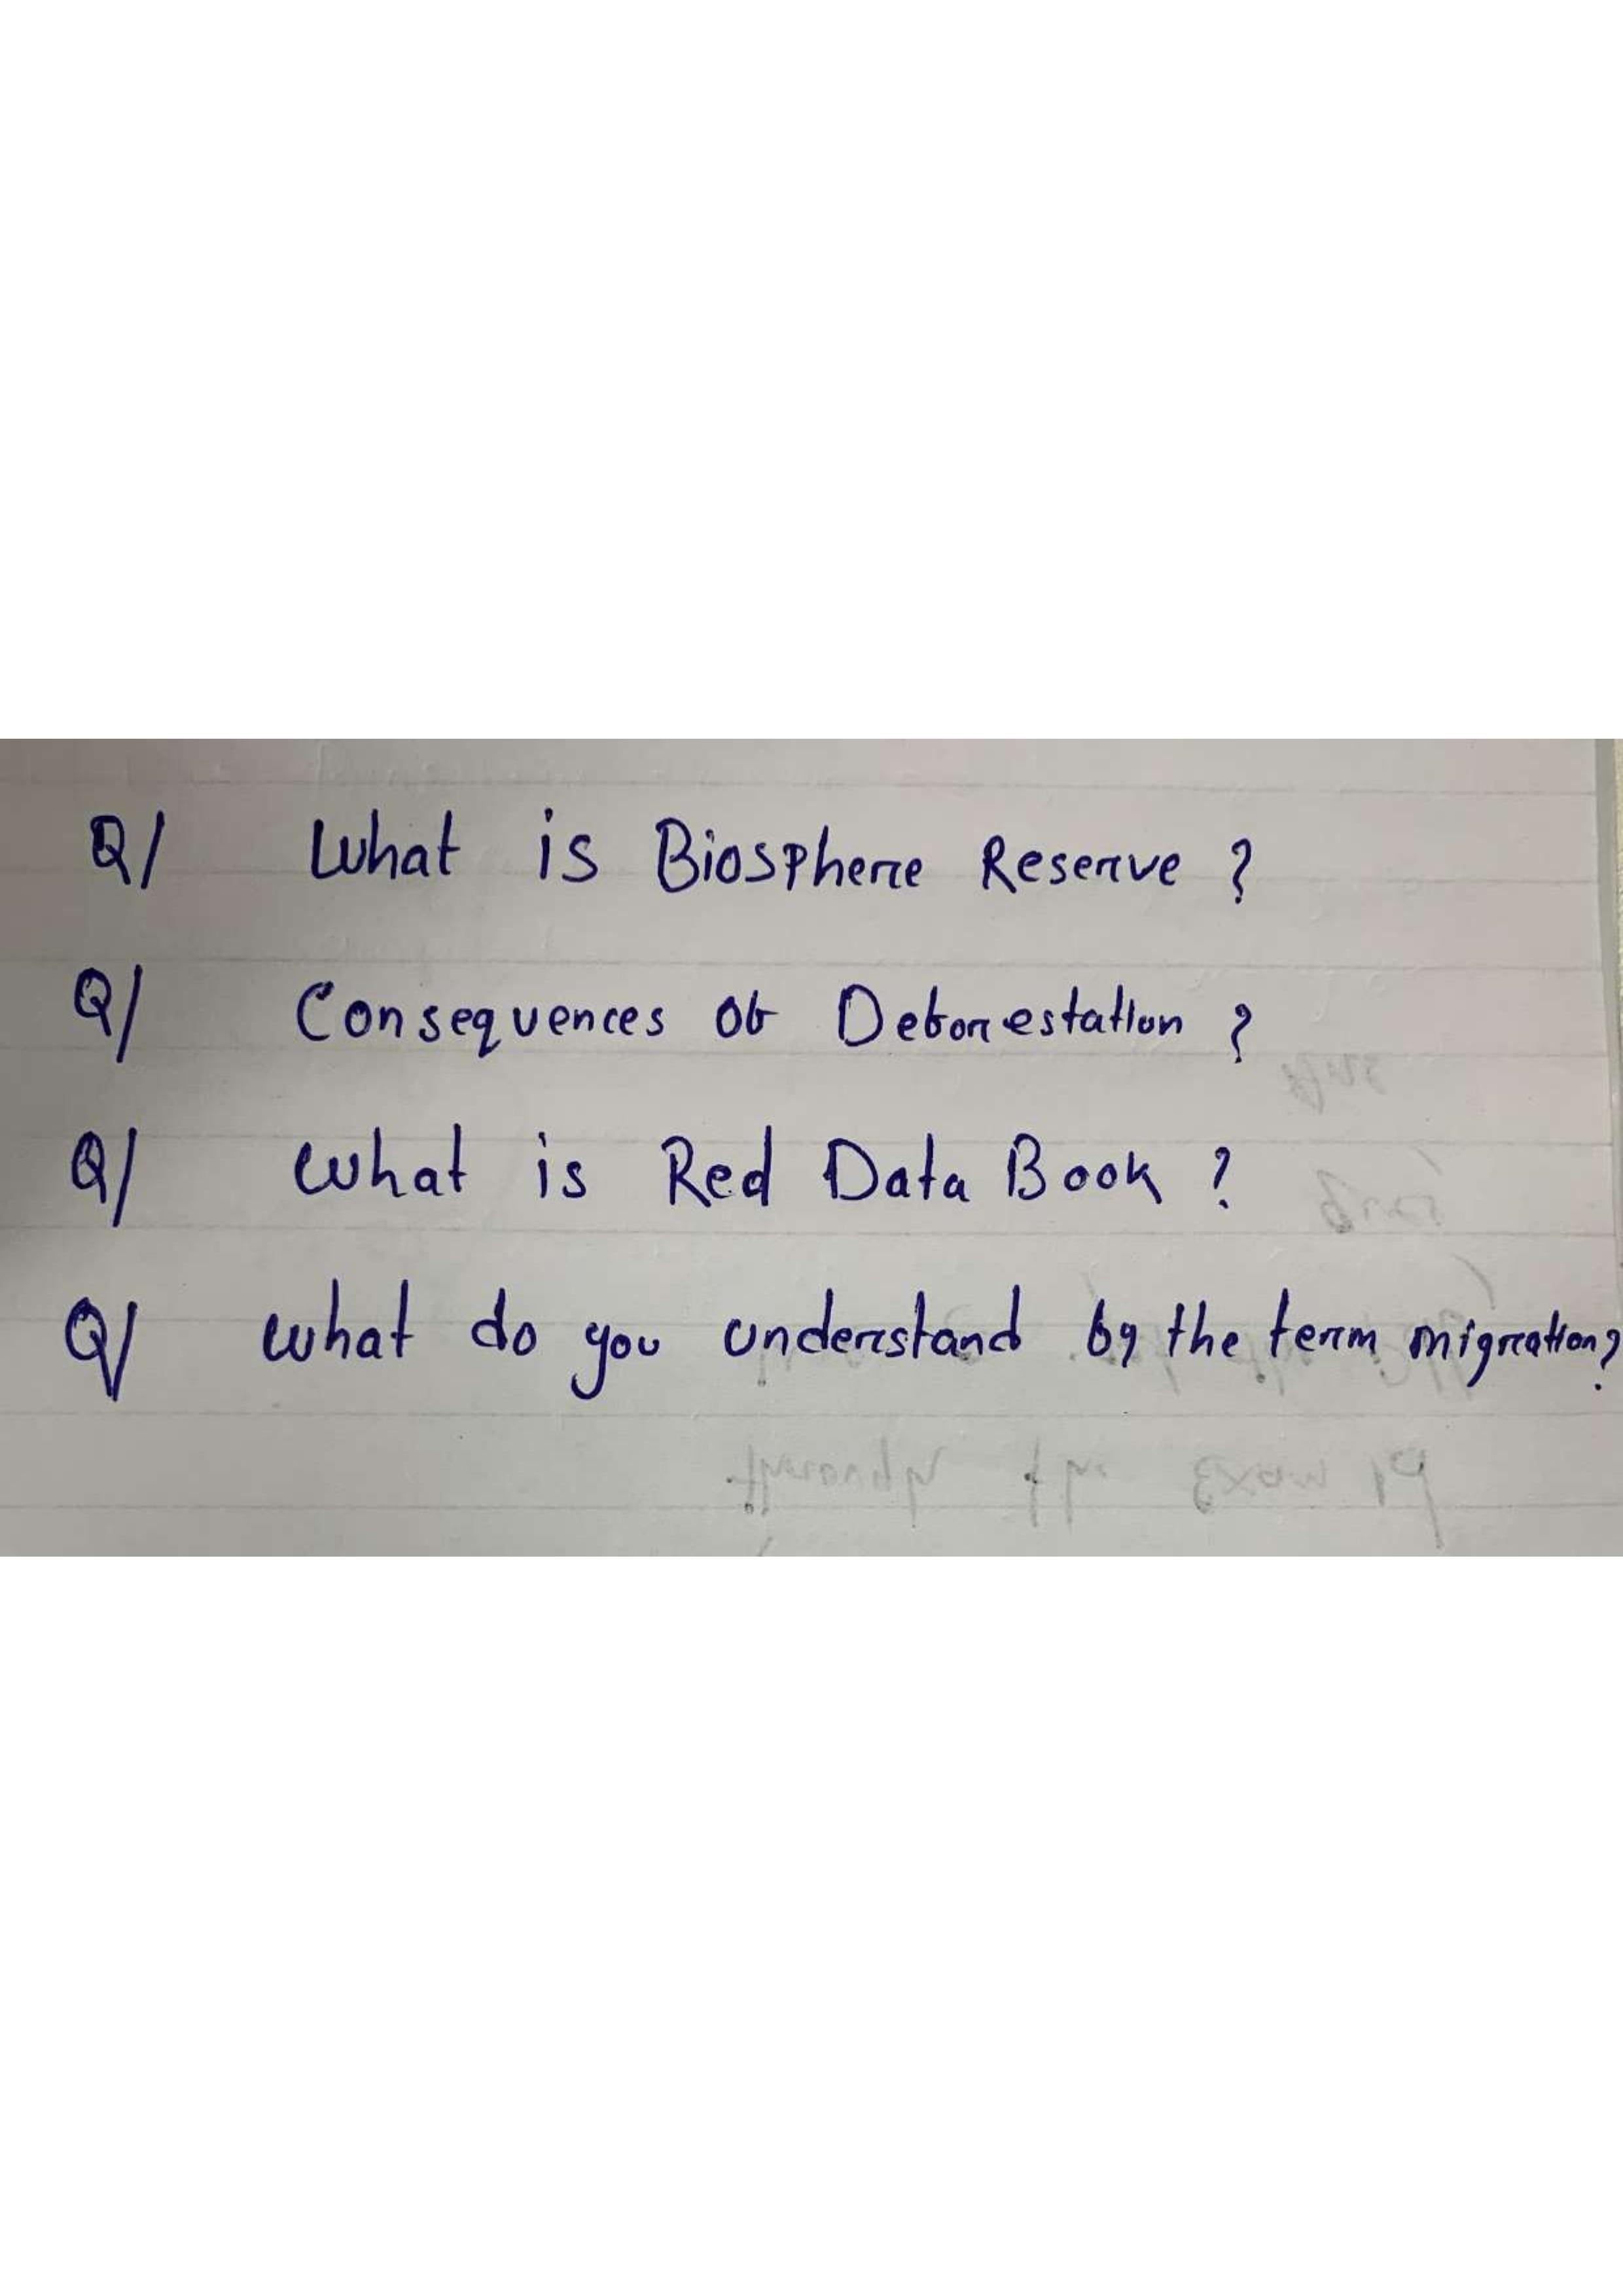 Q/ What is Biosphere Reserve ?
Q/ Consequences of Deforestation ?
Q/ What is Red Data Book ?
Q/ What do you understand by the term migration?